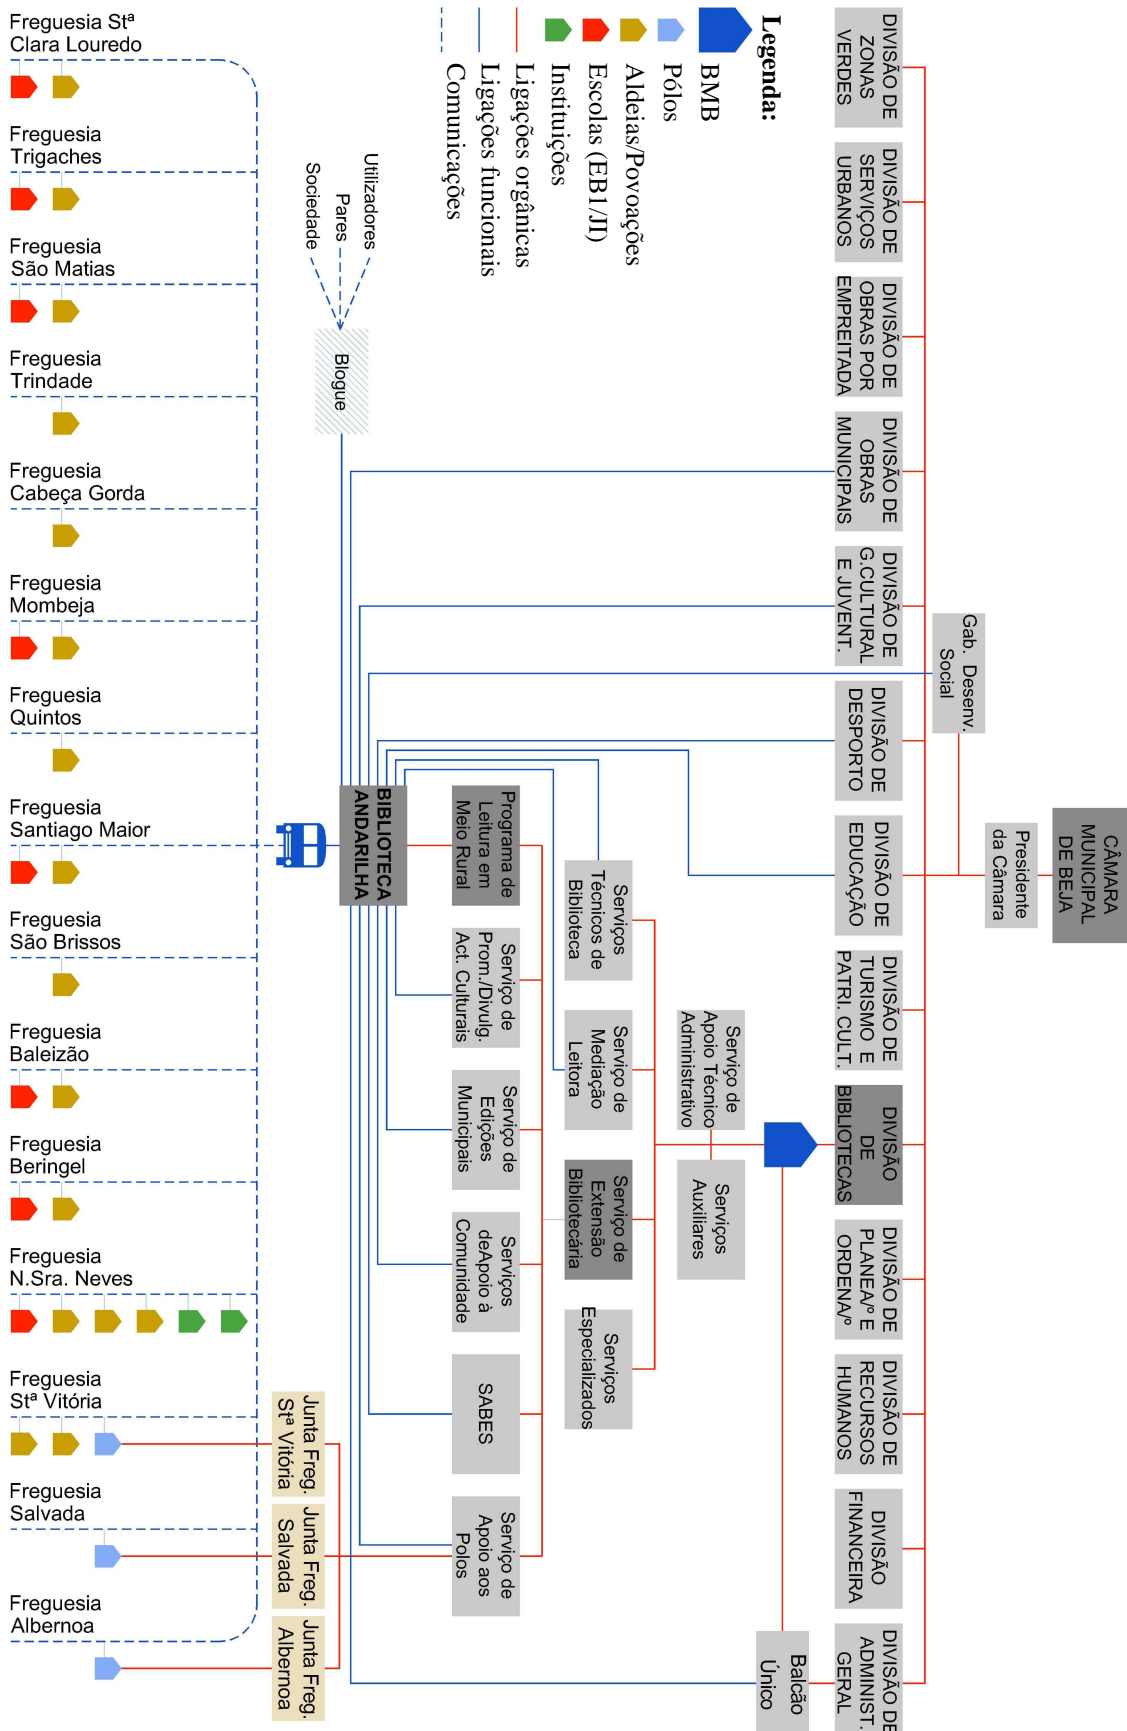 CÂMARA
MUNICIPAL
DE BEJA
Presidente
da Câmara
Gab. Desenv.
Social
DIVISÃO DE
ZONAS
VERDES
DIVISÃO DE
SERVIÇOS
URBANOS
DIVISÃO DE
OBRAS POR
EMPREITADA
DIVISÃO DE
OBRAS
MUNICIPAIS
DIVISÃO DE
G.CULTURAL
E JUVENT.
DIVISÃO DE
DESPORTO
DIVISÃO DE
EDUCAÇÃO
DIVISÃO DE
TURISMO E
PATRI. CULT.
DIVISÃO
DE
BIBLIOTECAS
DIVISÃO DE
PLANEA/º E
ORDENA/º
DIVISÃO DE
RECURSOS
HUMANOS
DIVISÃO
FINANCEIRA
DIVISÃO DE
ADMINIST.
GERAL
Balcão
Único
Legenda:
BMB
Pólos
Aldeias/Povoações
Escolas (EB1/JI)
Instituições
Ligações orgânicas
Ligações funcionais
Comunicações
Serviço de
Apoio Técnico
Administrativo
Serviços
Auxiliares
Serviços
Técnicos de
Biblioteca
Serviço de
Mediação
Leitora
Serviço de
Extensão
Bibliotecária
Serviços
Especializados
Programa de
Leitura em
Meio Rural
Serviço de
Prom./Divulg.
Act. Culturais
Serviço de
Edições
Municipais
Serviços
deApoio à
Comunidade
SABES
Serviço de
Apoio aos
Polos
Utilizadores
Pares
Sociedade
Blogue
BIBLIOTECA
ANDARILHA
Junta Freg.
Stª Vitória
Junta Freg.
Salvada
Junta Freg.
Albernoa
Freguesia Stª
Clara Louredo
Freguesia
Trigaches
Freguesia
São Matias
Freguesia
Trindade
Freguesia
Cabeça Gorda
Freguesia
Mombeja
Freguesia
Quintos
Freguesia
Santiago Maior
Freguesia
São Brissos
Freguesia
Baleizão
Freguesia
Beringel
Freguesia
N.Sra. Neves
Freguesia
Stª Vitória
Freguesia
Salvada
Freguesia
Albernoa